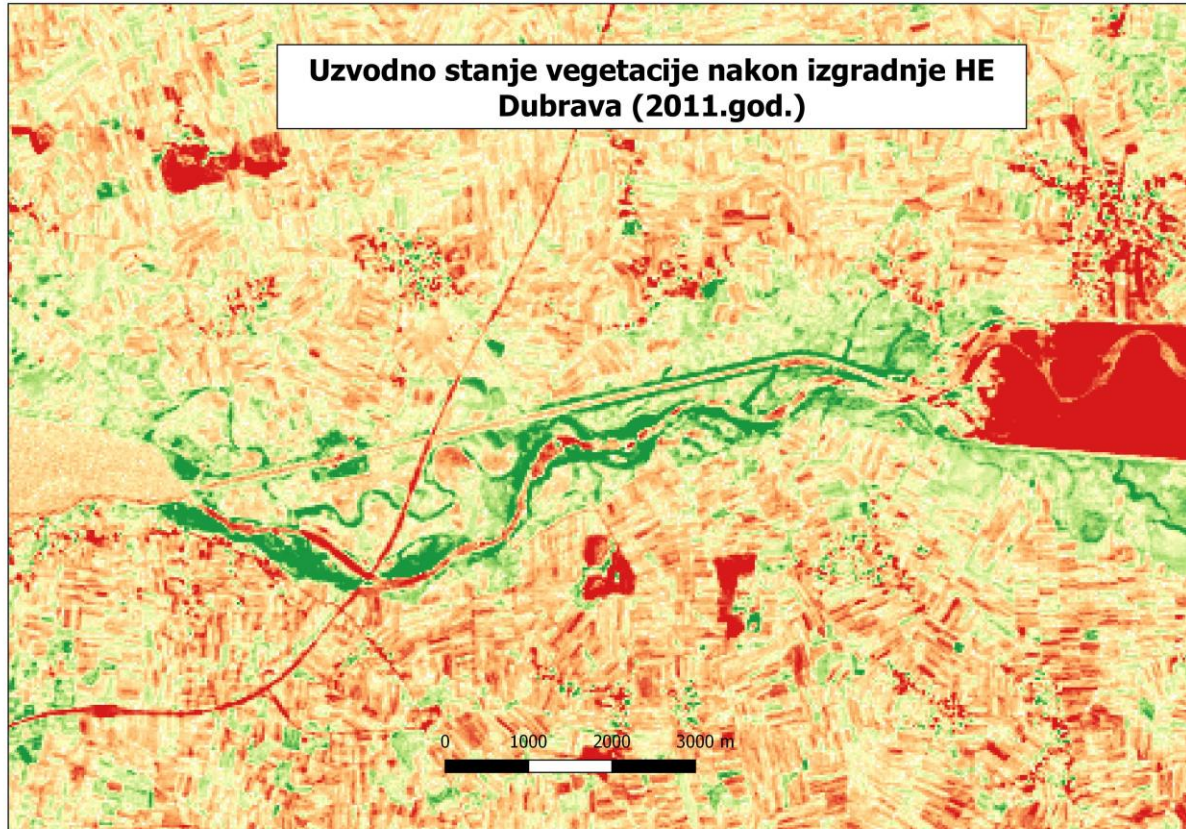 Uzvodno stanje vegetacije nakon izgradnje HE
Dubrava (2011.god.)
0 1000 2000 3000 m